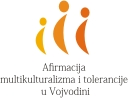 Afirmacija
multikulturalizma i tolerancije
u Vojvodini